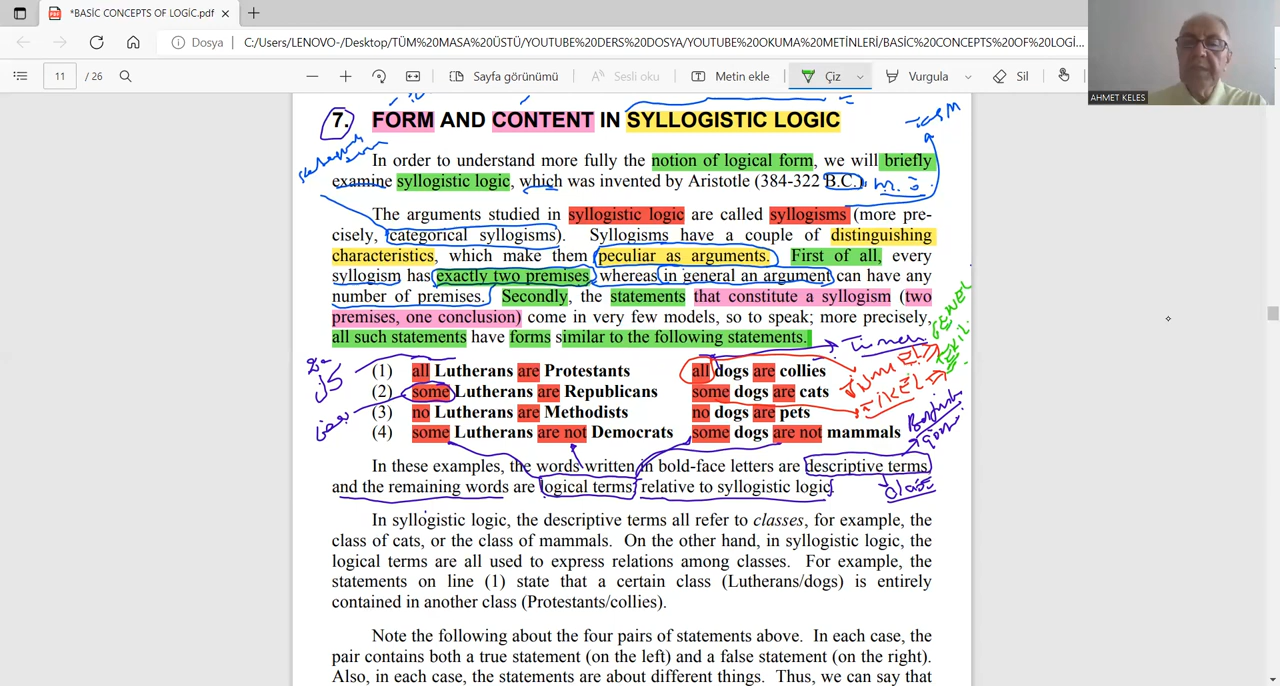 *BASİC CONCEPTS OF LOGİC.pdf
Dosya C:/Users/LENOVO-/Desktop/TÜM%20MASA%20ÜSTÜ/YOUTUBE%20DERS%20DOSYA/YOUTUBE%20OKUMA%20METİNLERİ/BASİC%20CONCEPTS%20OF%20LOGİ...
11 / 26 Sayfa görünümü Sesli oku Metin ekle Çiz Vurgula Sil
AHMET KELES
7. FORM AND CONTENT IN SYLLOGISTIC LOGIC
In order to understand more fully the notion of logical form, we will briefly
examine syllogistic logic, which was invented by Aristotle (384-322 B.C.).
The arguments studied in syllogistic logic are called syllogisms (more pre-
cisely, categorical syllogisms). Syllogisms have a couple of distinguishing
characteristics, which make them peculiar as arguments. First of all, every
syllogism has exactly two premises, whereas in general an argument can have any
number of premises. Secondly, the statements that constitute a syllogism (two
premises, one conclusion) come in very few models, so to speak; more precisely,
all such statements have forms similar to the following statements.
(1) all Lutherans are Protestants all dogs are collies
(2) some Lutherans are Republicans some dogs are cats
(3) no Lutherans are Methodists no dogs are pets
(4) some Lutherans are not Democrats some dogs are not mammals
In these examples, the words written in bold-face letters are descriptive terms
and the remaining words are logical terms, relative to syllogistic logic.
In syllogistic logic, the descriptive terms all refer to classes, for example, the
class of cats, or the class of mammals. On the other hand, in syllogistic logic, the
logical terms are all used to express relations among classes. For example, the
statements on line (1) state that a certain class (Lutherans/dogs) is entirely
contained in another class (Protestants/collies).
Note the following about the four pairs of statements above. In each case, the
pair contains both a true statement (on the left) and a false statement (on the right).
Also, in each case, the statements are about different things. Thus, we can say that